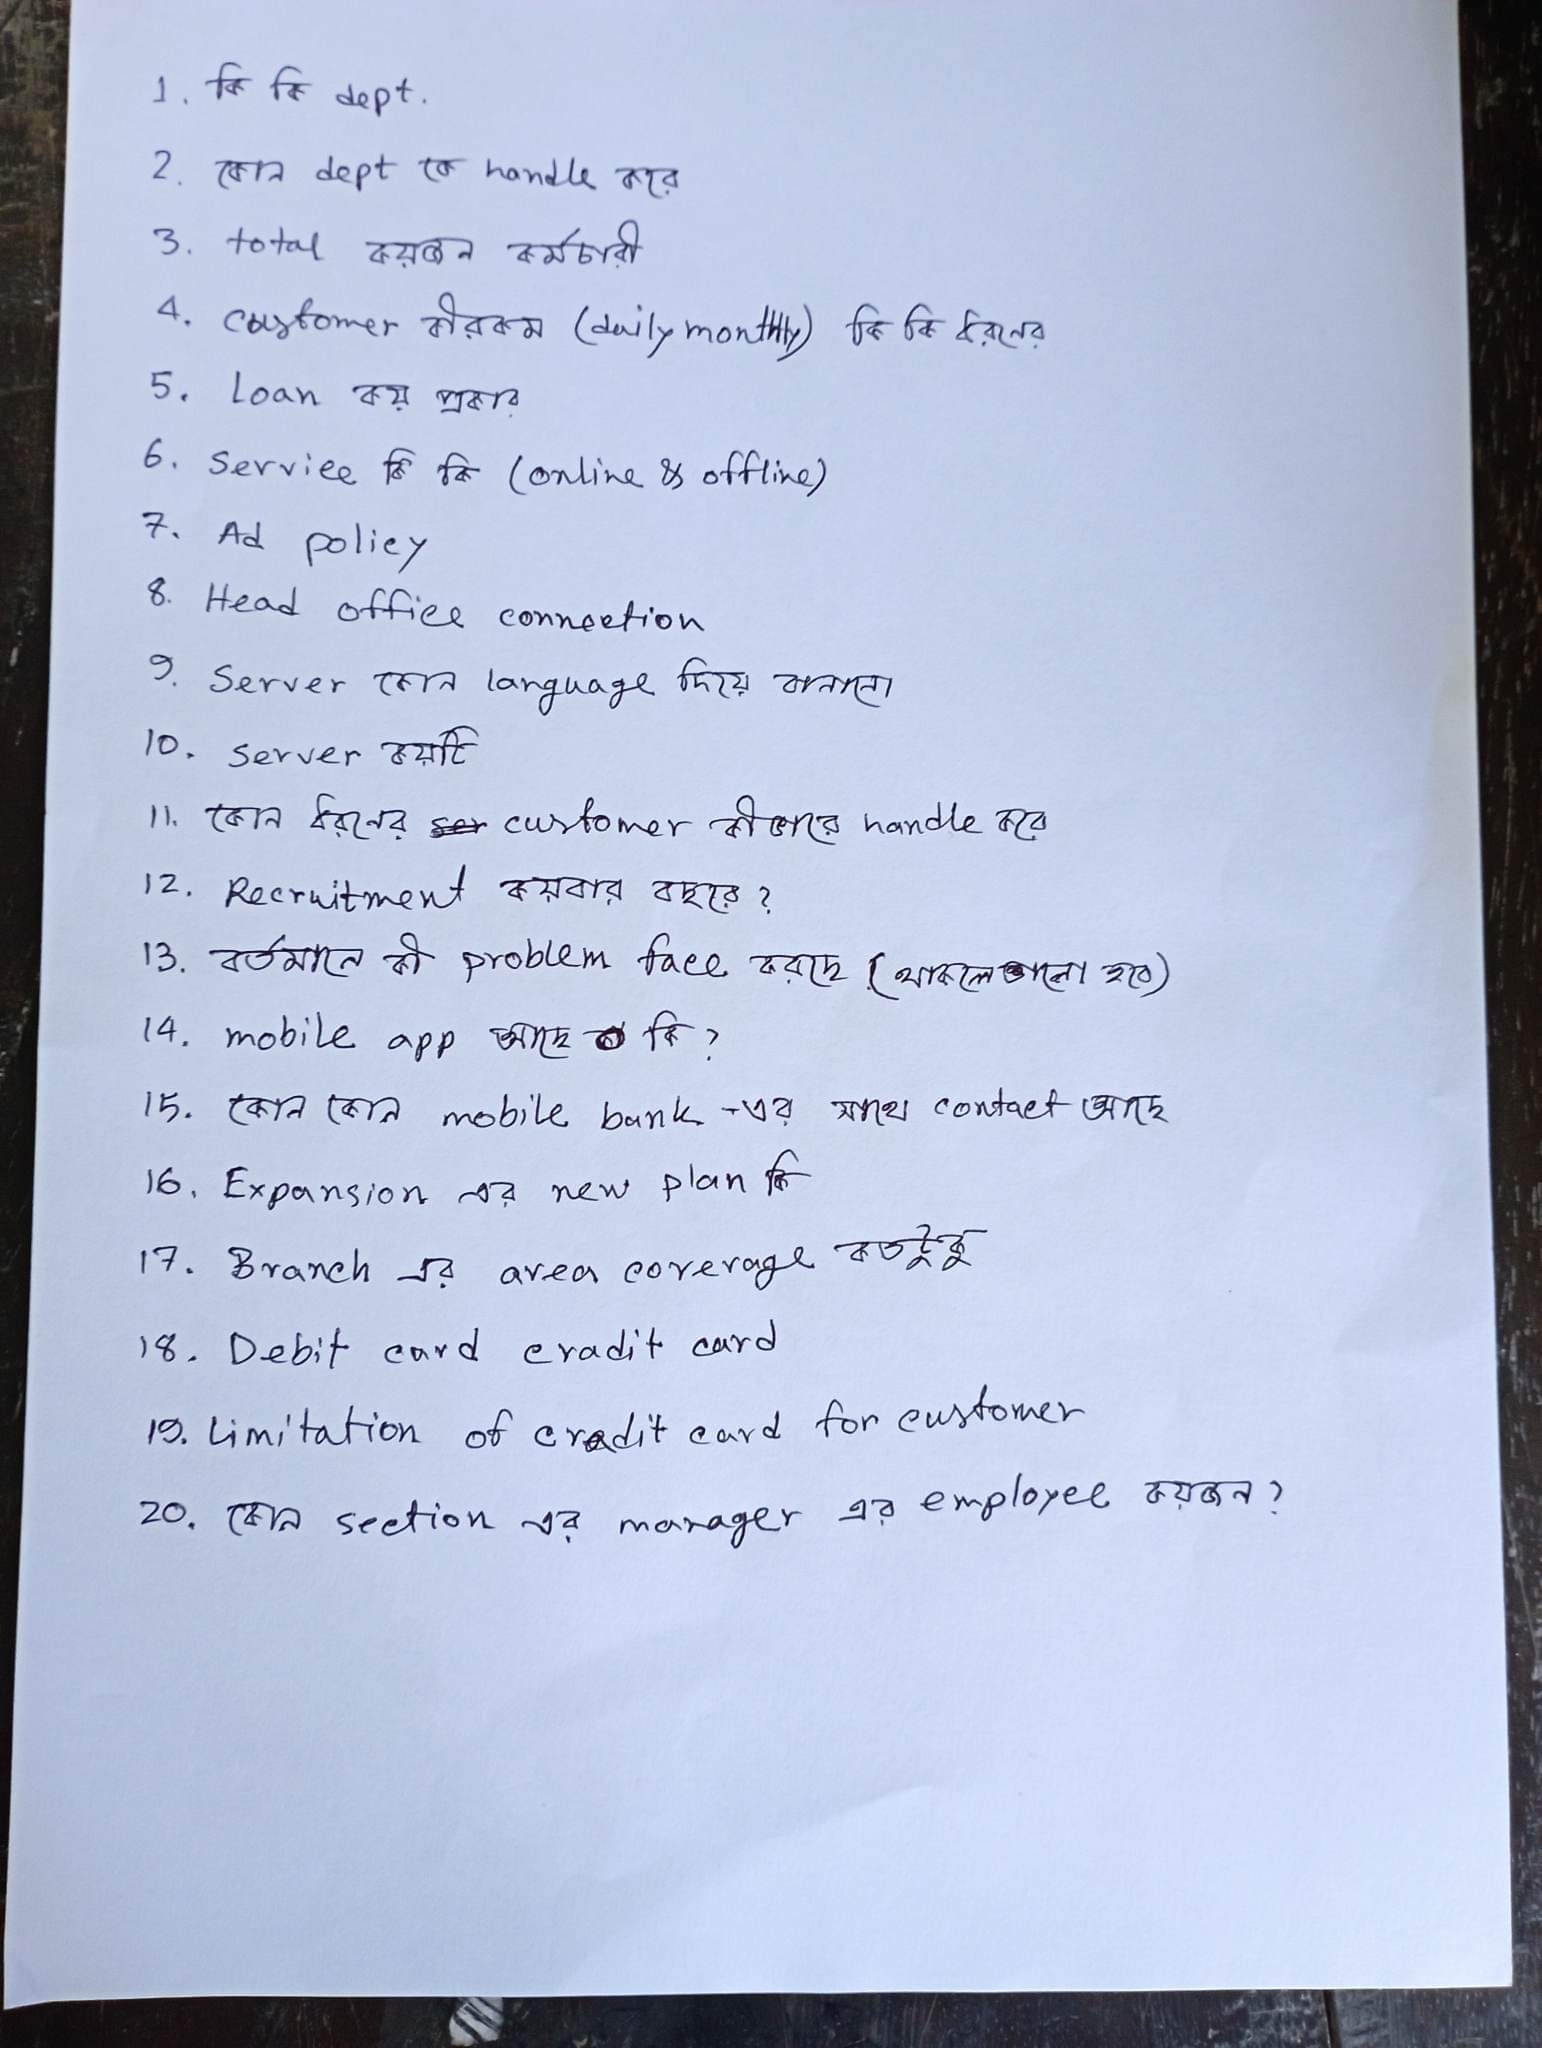 1. কি কি dept.
2. কোন dept কে handle করে
3. total কয়জন কর্মচারী
4. customer কীরকম (daily monthly) কি কি ধরনের
5. Loan কয় প্রকার
6. Service কি কি (online & offline)
7. Ad policy
8. Head office connection
9. Server কোন language দিয়ে বানানো
10. server কয়টি
11. কোন ধরনের ser customer কীভাবে handle করে
12. Recruitment কয়বার বছরে?
13. বর্তমানে কী problem face করছে (থাকলে ভালো হবে)
14. mobile app আছে কি?
15. কোন কোন mobile bank -এর সাথে contact আছে
16. Expansion এর new plan কি
17. Branch এর area coverage কতটুকু
18. Debit card cradit card
19. Limitation of credit card for customer
20. কোন section এর manager এর employee কয়জন?